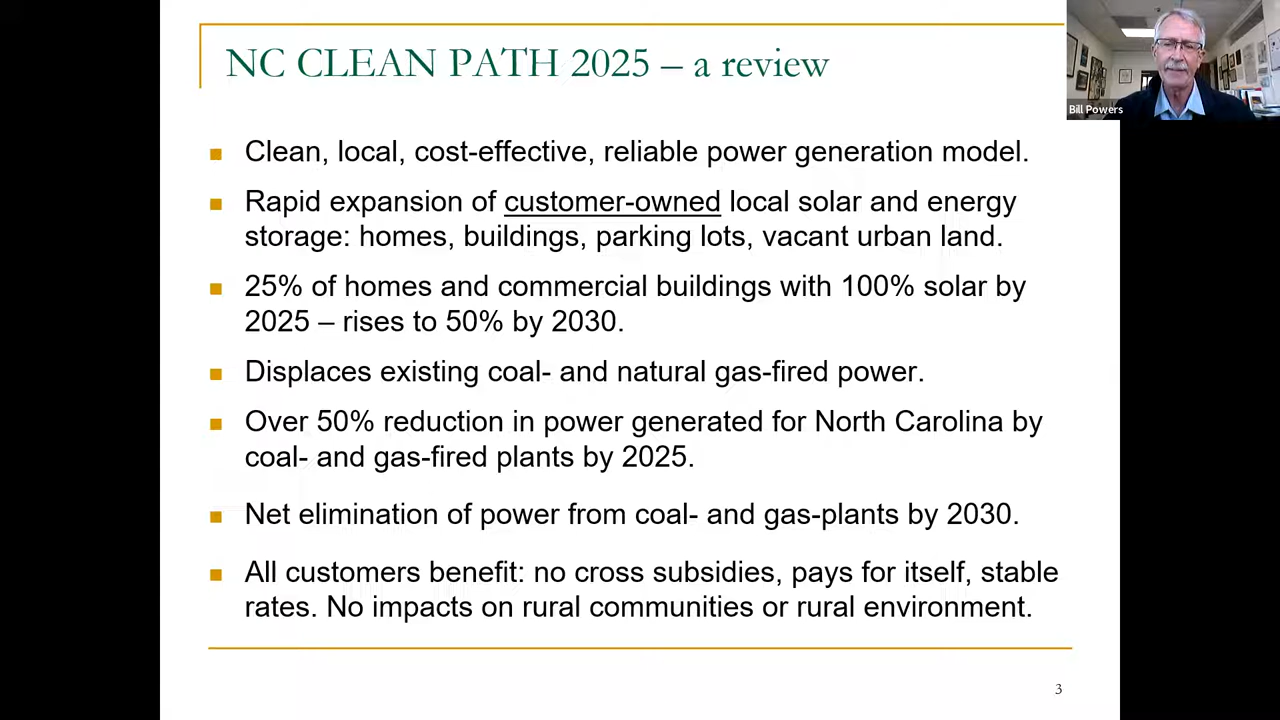 NC CLEAN PATH 2025 – a review
Bill Powers
Clean, local, cost-effective, reliable power generation model.
Rapid expansion of customer-owned local solar and energy
storage: homes, buildings, parking lots, vacant urban land.
25% of homes and commercial buildings with 100% solar by
2025 – rises to 50% by 2030.
Displaces existing coal- and natural gas-fired power.
Over 50% reduction in power generated for North Carolina by
coal- and gas-fired plants by 2025.
Net elimination of power from coal- and gas-plants by 2030.
All customers benefit: no cross subsidies, pays for itself, stable
rates. No impacts on rural communities or rural environment.
3